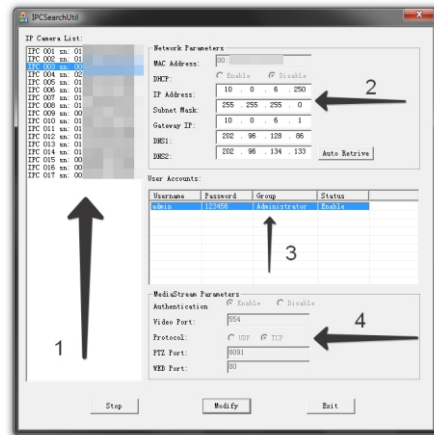 IPCSearchUtil
IP Camera List:
IPC 001 sn: 01
IPC 002 sn: 01
IPC 003 sn: 00
IPC 004 sn: 02
IPC 005 sn: 01
IPC 006 sn: 01
IPC 007 sn: 01
IPC 008 sn: 01
IPC 009 sn: 00
IPC 010 sn: 01
IPC 011 sn: 01
IPC 012 sn: 01
IPC 013 sn: 01
IPC 014 sn: 01
IPC 015 sn: 00
IPC 016 sn: 00
IPC 017 sn: 00
1
Network Parameters
MAC Address: 00
DHCP: Enable Disable
IP Address: 10 . 0 . 6 . 250
Subnet Mask: 255 . 255 . 255 . 0
Gateway IP: 10 . 0 . 6 . 1
DNS1: 202 . 96 . 128 . 86
DNS2: 202 . 96 . 134 . 133 Auto Retrive
2
User Accounts:
Username Password Group Status
admin 123456 Administrator Enable
3
MediaStream Parameters
Authentication Enable Disable
Video Port: 554
Protocol: UDP TCP
PTZ Port: 8091
WEB Port: 80
4
Stop Modify Exit